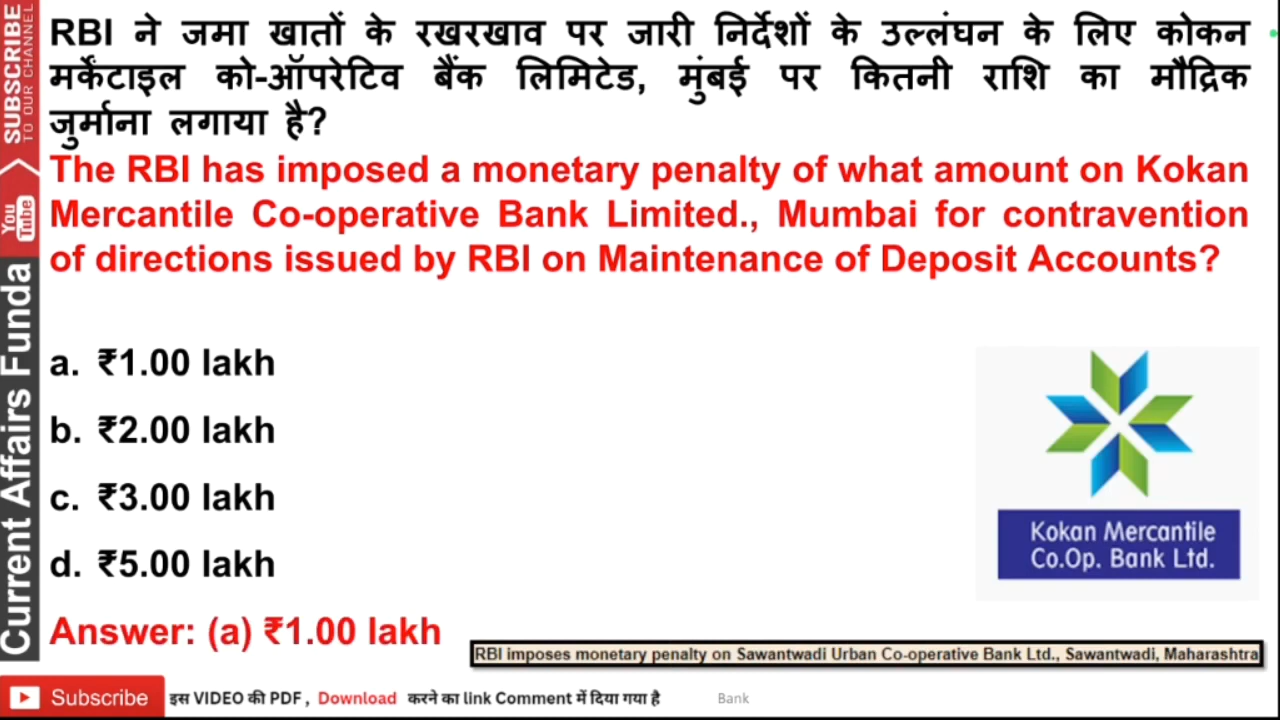 RBI ने जमा खातों के रखरखाव पर जारी निर्देशों के उल्लंघन के लिए कोकन
मर्केंटाइल को-ऑपरेटिव बैंक लिमिटेड, मुंबई पर कितनी राशि का मौद्रिक
जुर्माना लगाया है?
The RBI has imposed a monetary penalty of what amount on Kokan
Mercantile Co-operative Bank Limited., Mumbai for contravention
of directions issued by RBI on Maintenance of Deposit Accounts?
a. ₹1.00 lakh
b. ₹2.00 lakh
c. ₹3.00 lakh
d. ₹5.00 lakh
Answer: (a) ₹1.00 lakh
Kokan Mercantile
Co.Op. Bank Ltd.
RBI imposes monetary penalty on Sawantwadi Urban Co-operative Bank Ltd., Sawantwadi, Maharashtra
SUBSCRIBE
TO OUR CHANNEL
You Tube
Current Affairs Funda
Subscribe इस VIDEO की PDF , Download करने का link Comment में दिया गया है Bank